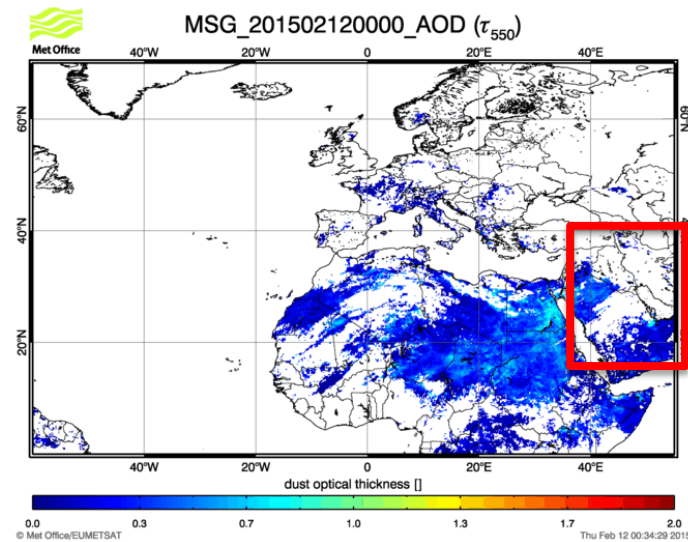 Met Office
MSG_201502120000_AOD (τ550)
40°W 20°W 0 20°E 40°E
60°N 60°N
40°N
20°N
40°W 20°W 0 20°E 40°E
dust optical thickness []
0.0 0.3 0.7 1.0 1.3 1.7 2.0
© Met Office/EUMETSAT Thu Feb 12 00:34:29 2015